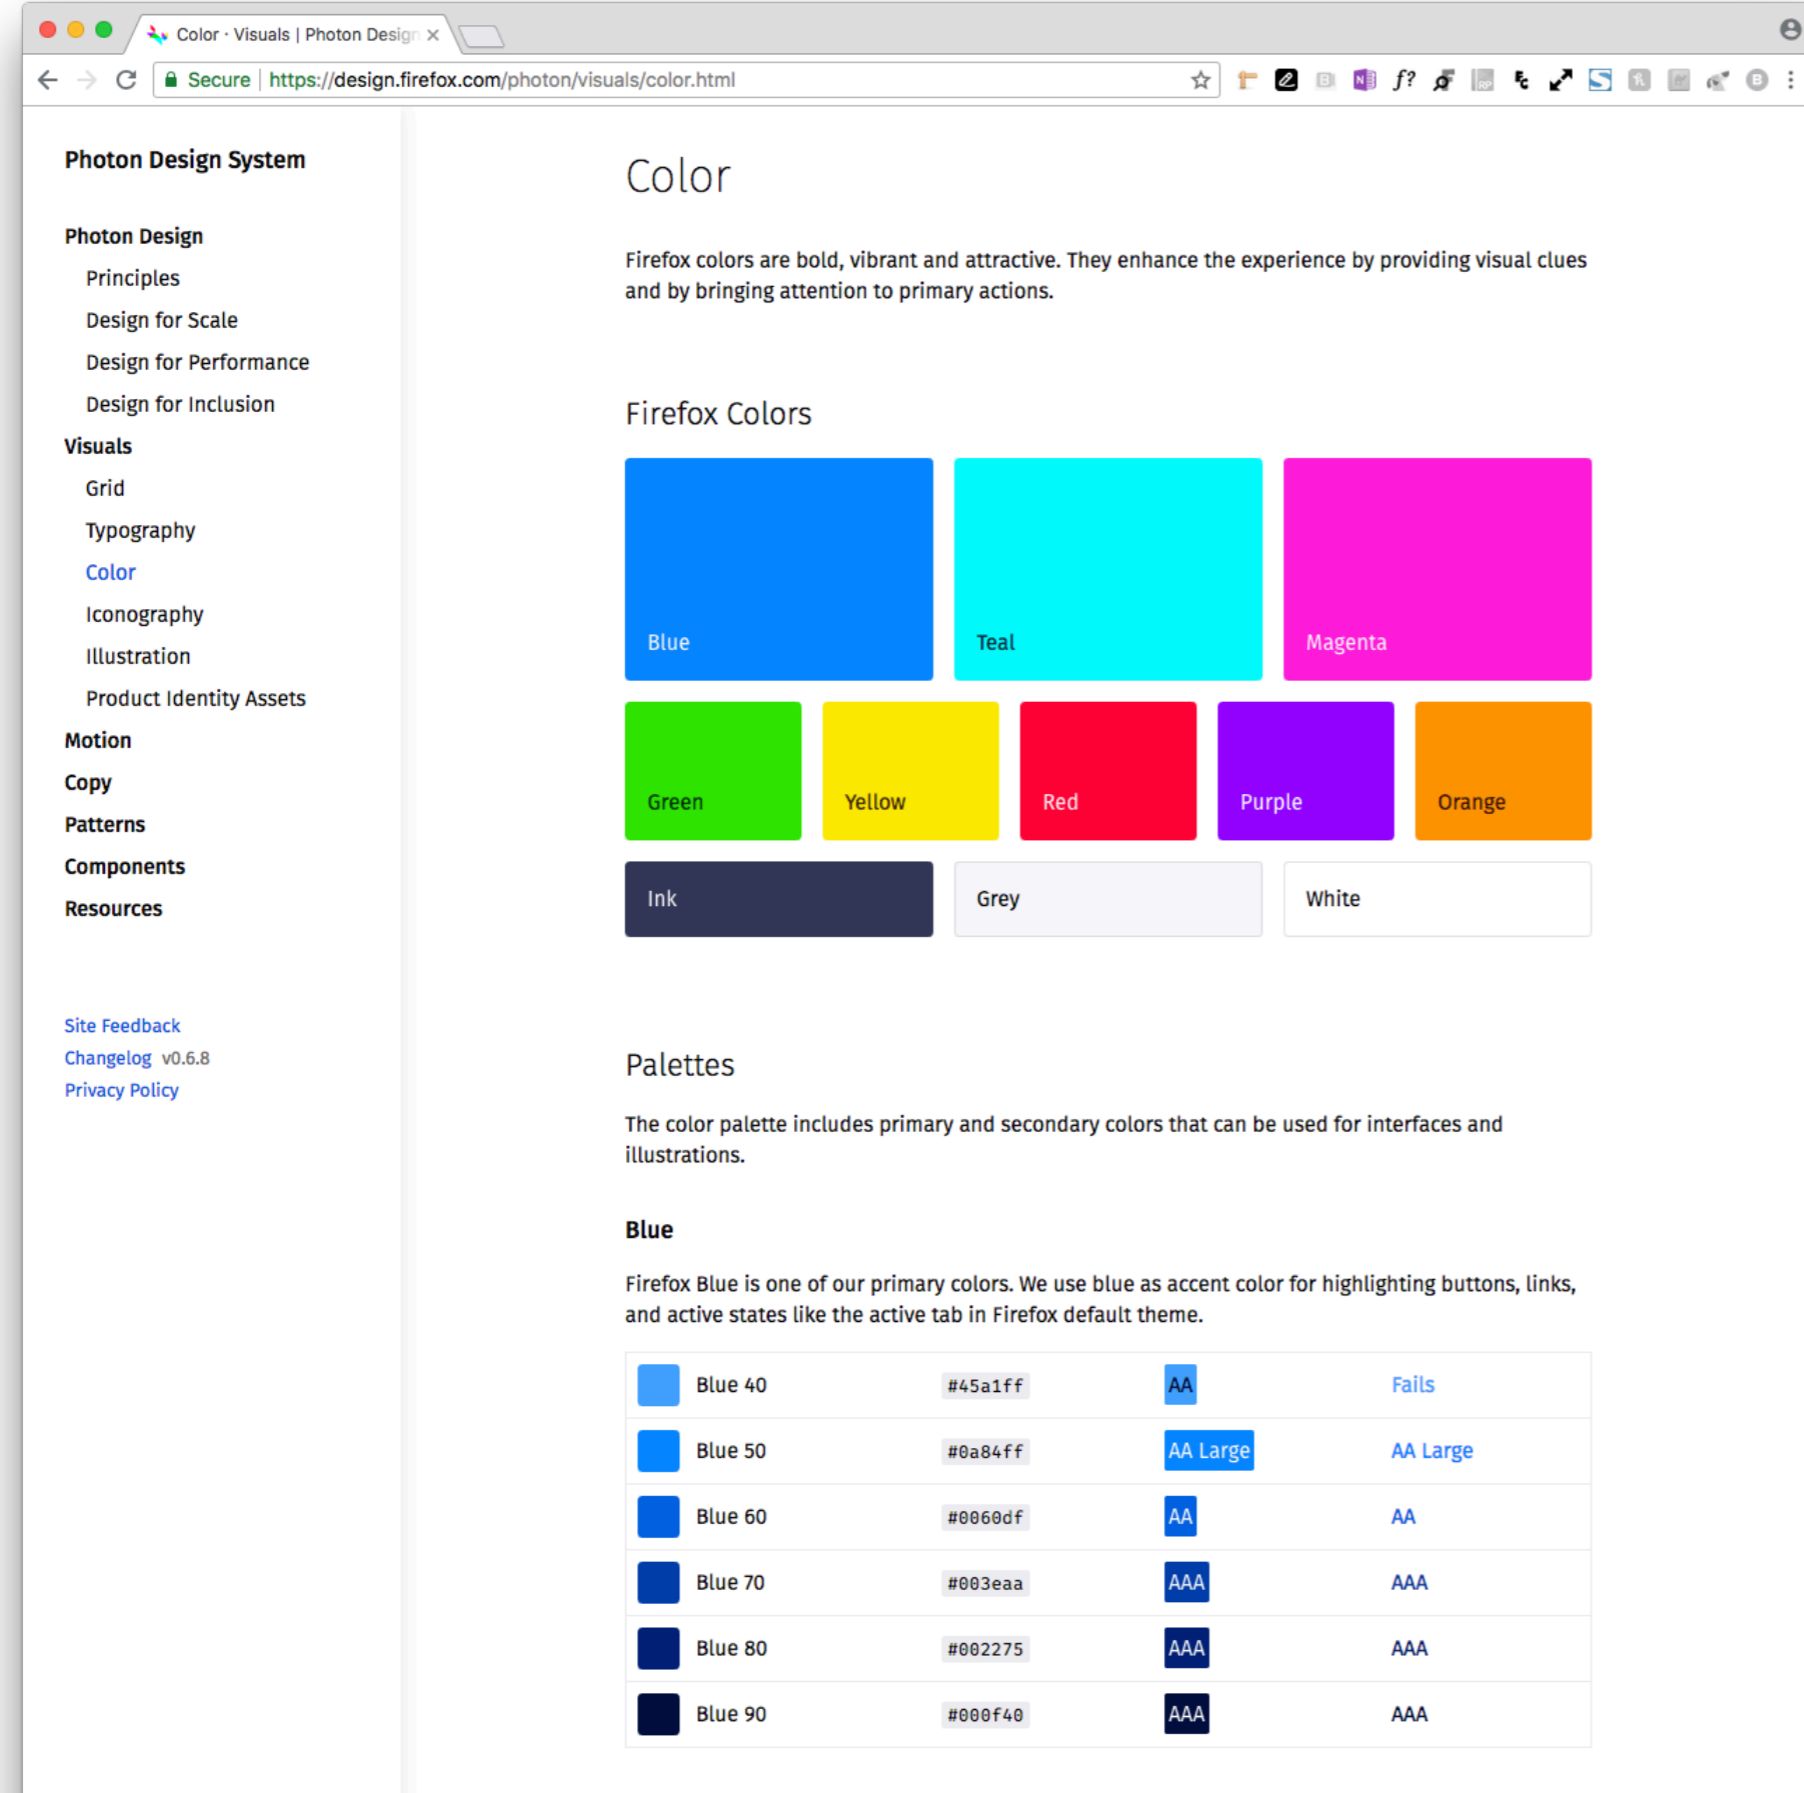 Color · Visuals | Photon Design
Secure
https://design.firefox.com/photon/visuals/color.html
Photon Design System
Photon Design
Principles
Design for Scale
Design for Performance
Design for Inclusion
Visuals
Grid
Typography
Color
Iconography
Illustration
Product Identity Assets
Motion
Copy
Patterns
Components
Resources
Site Feedback
Changelog v0.6.8
Privacy Policy
Color
Firefox colors are bold, vibrant and attractive. They enhance the experience by providing visual clues
and by bringing attention to primary actions.
Firefox Colors
Blue
Teal
Magenta
Green
Yellow
Red
Purple
Orange
Ink
Grey
White
Palettes
The color palette includes primary and secondary colors that can be used for interfaces and
illustrations.
Blue
Firefox Blue is one of our primary colors. We use blue as accent color for highlighting buttons, links,
and active states like the active tab in Firefox default theme.
Blue 40 #45a1ff AA Fails
Blue 50 #0a84ff AA Large AA Large
Blue 60 #0060df AA AA
Blue 70 #003eaa AAA AAA
Blue 80 #002275 AAA AAA
Blue 90 #000f40 AAA AAA